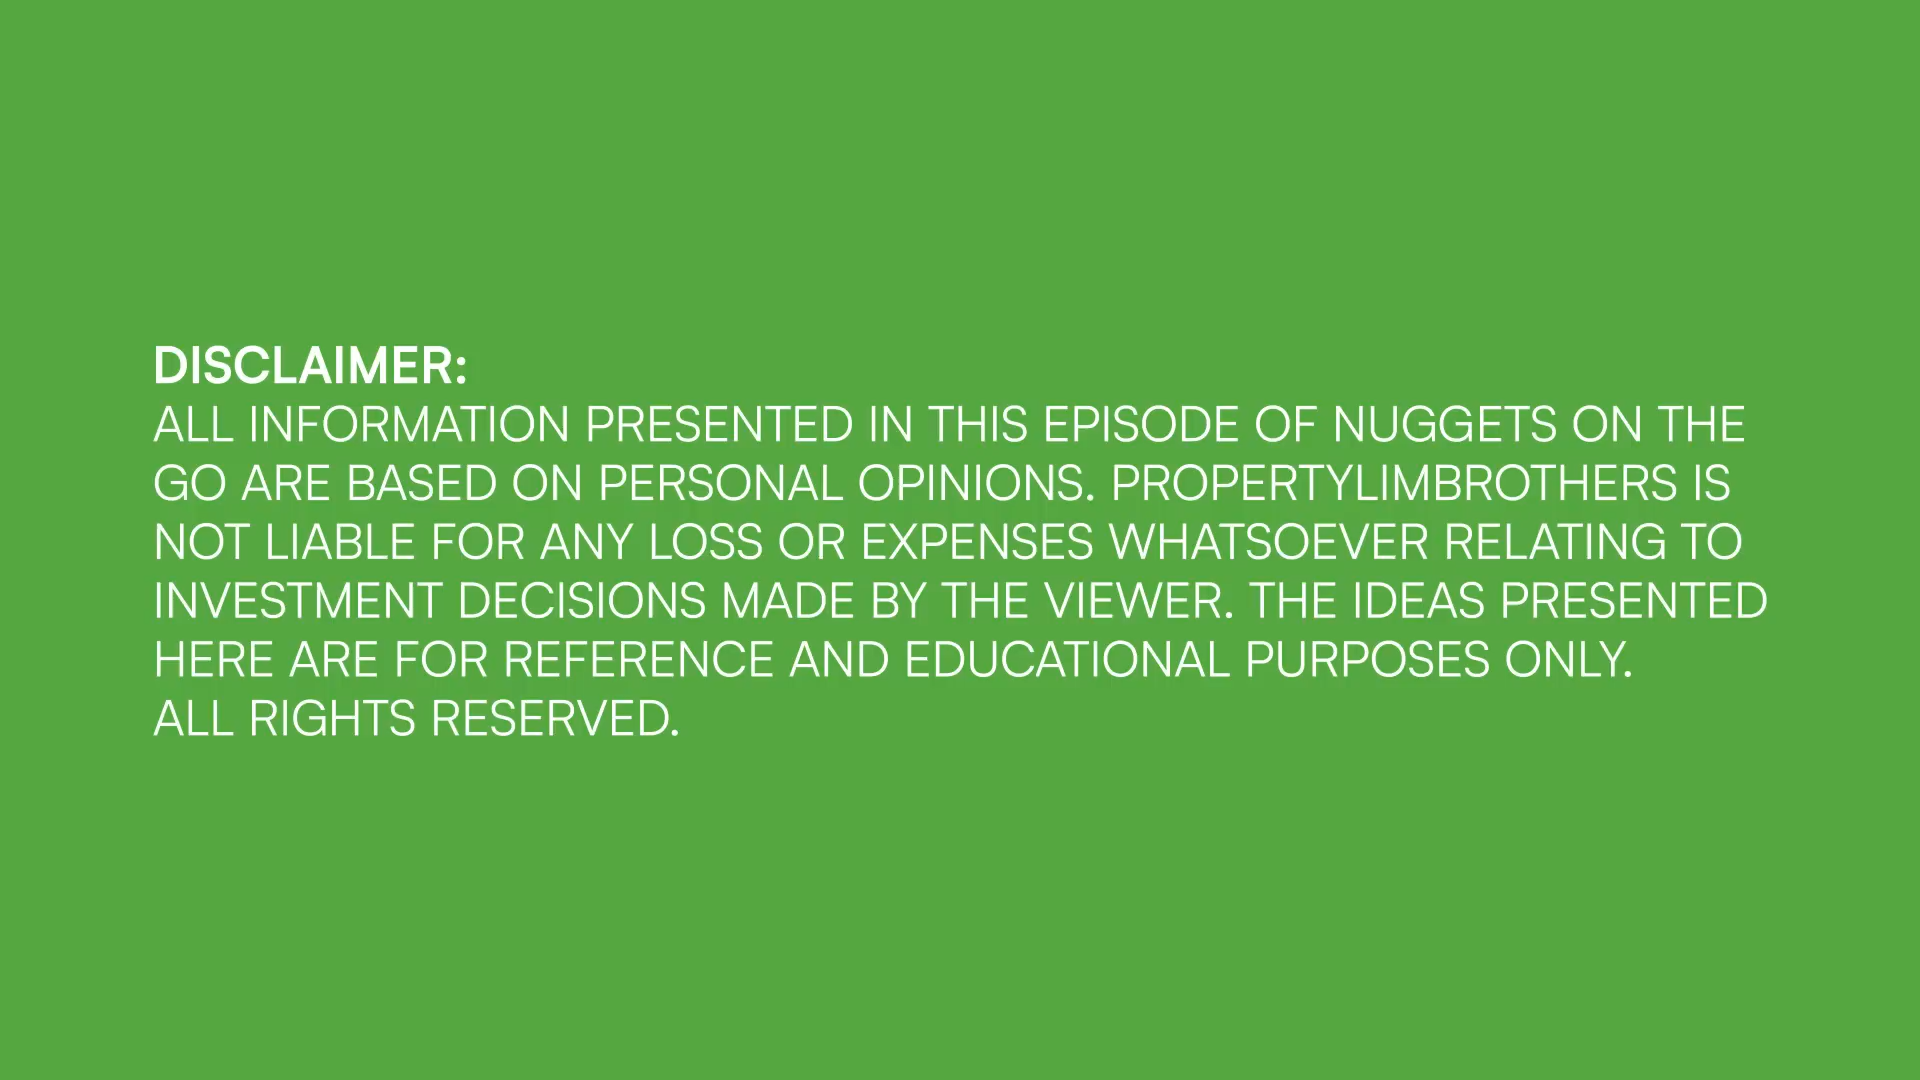 DISCLAIMER:
ALL INFORMATION PRESENTED IN THIS EPISODE OF NUGGETS ON THE
GO ARE BASED ON PERSONAL OPINIONS. PROPERTYLIMBROTHERS IS
NOT LIABLE FOR ANY LOSS OR EXPENSES WHATSOEVER RELATING TO
INVESTMENT DECISIONS MADE BY THE VIEWER. THE IDEAS PRESENTED
HERE ARE FOR REFERENCE AND EDUCATIONAL PURPOSES ONLY.
ALL RIGHTS RESERVED.